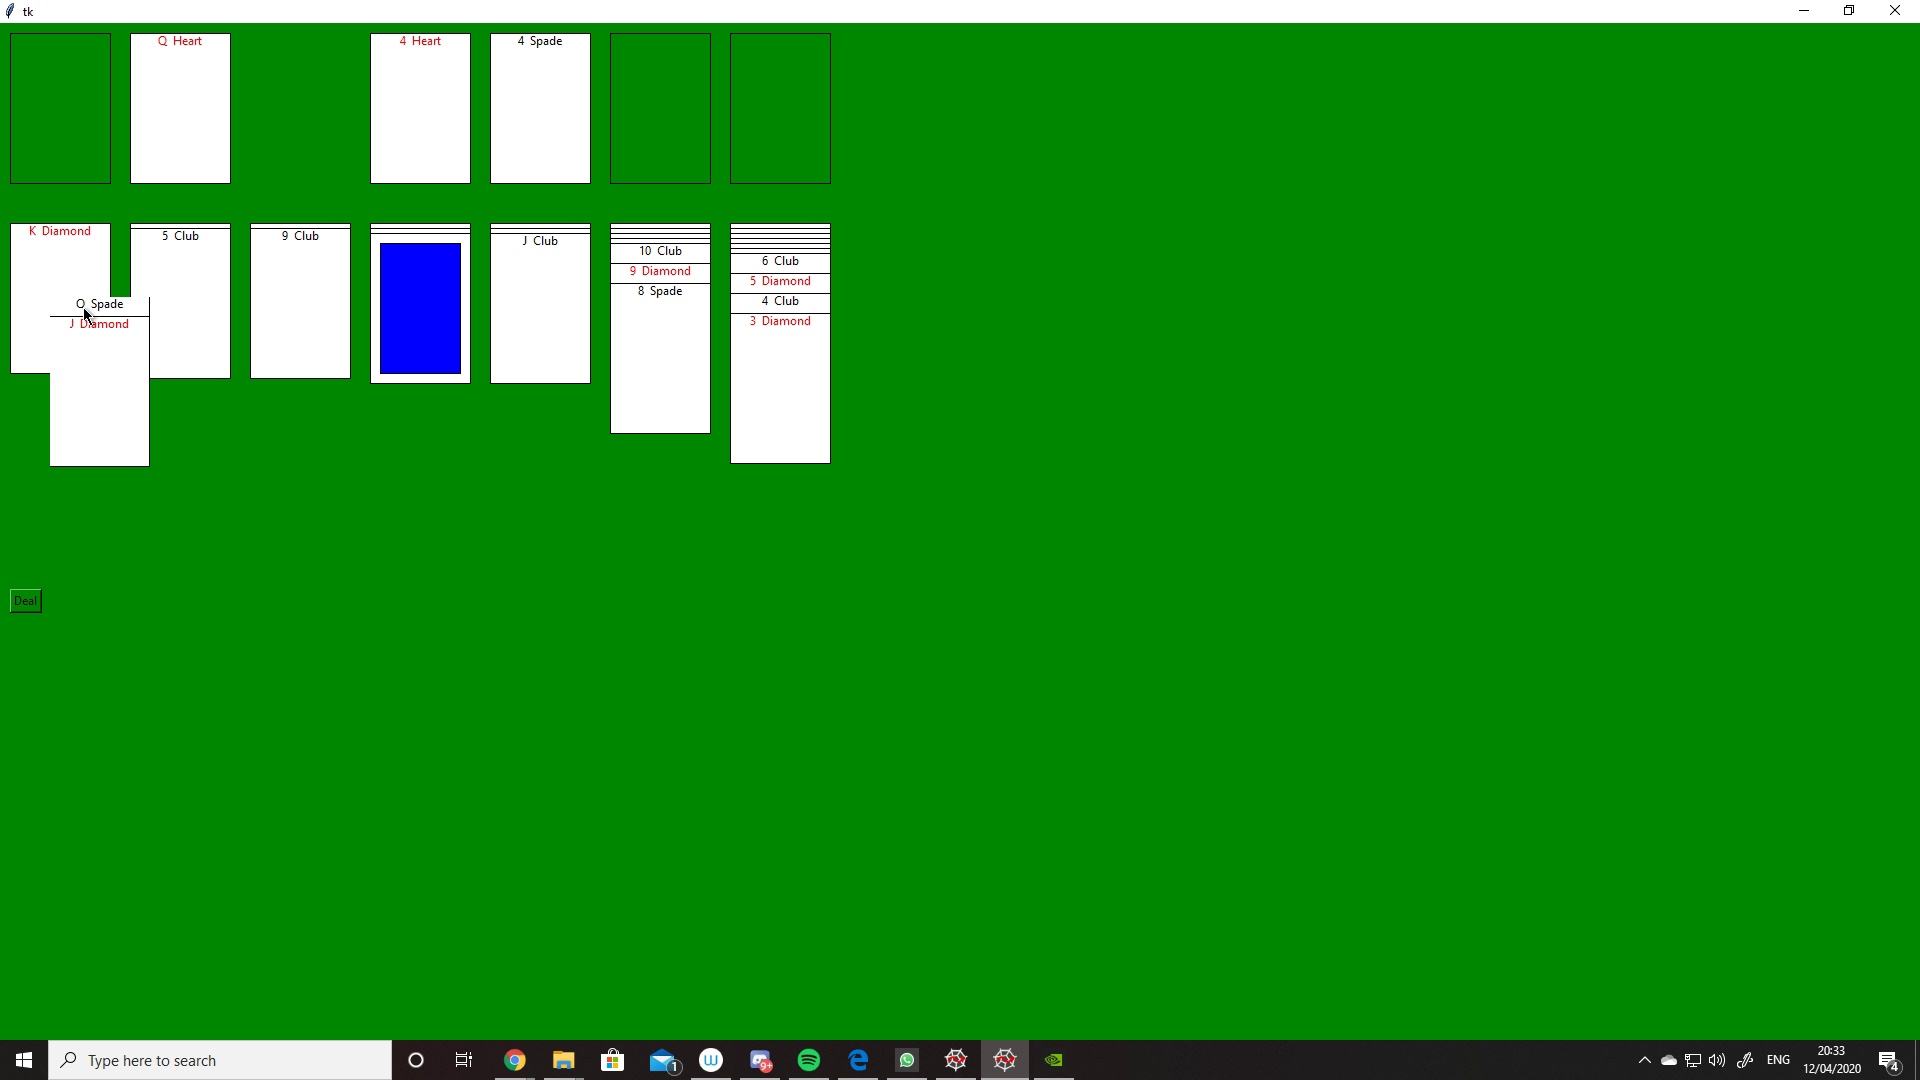 tk
Q Heart
4 Heart
4 Spade
K Diamond
5 Club
9 Club
J Club
10 Club
9 Diamond
8 Spade
6 Club
5 Diamond
4 Club
3 Diamond
Q Spade
J Diamond
Deal
Type here to search
1
W
9+
ENG
20:33
12/04/2020
4